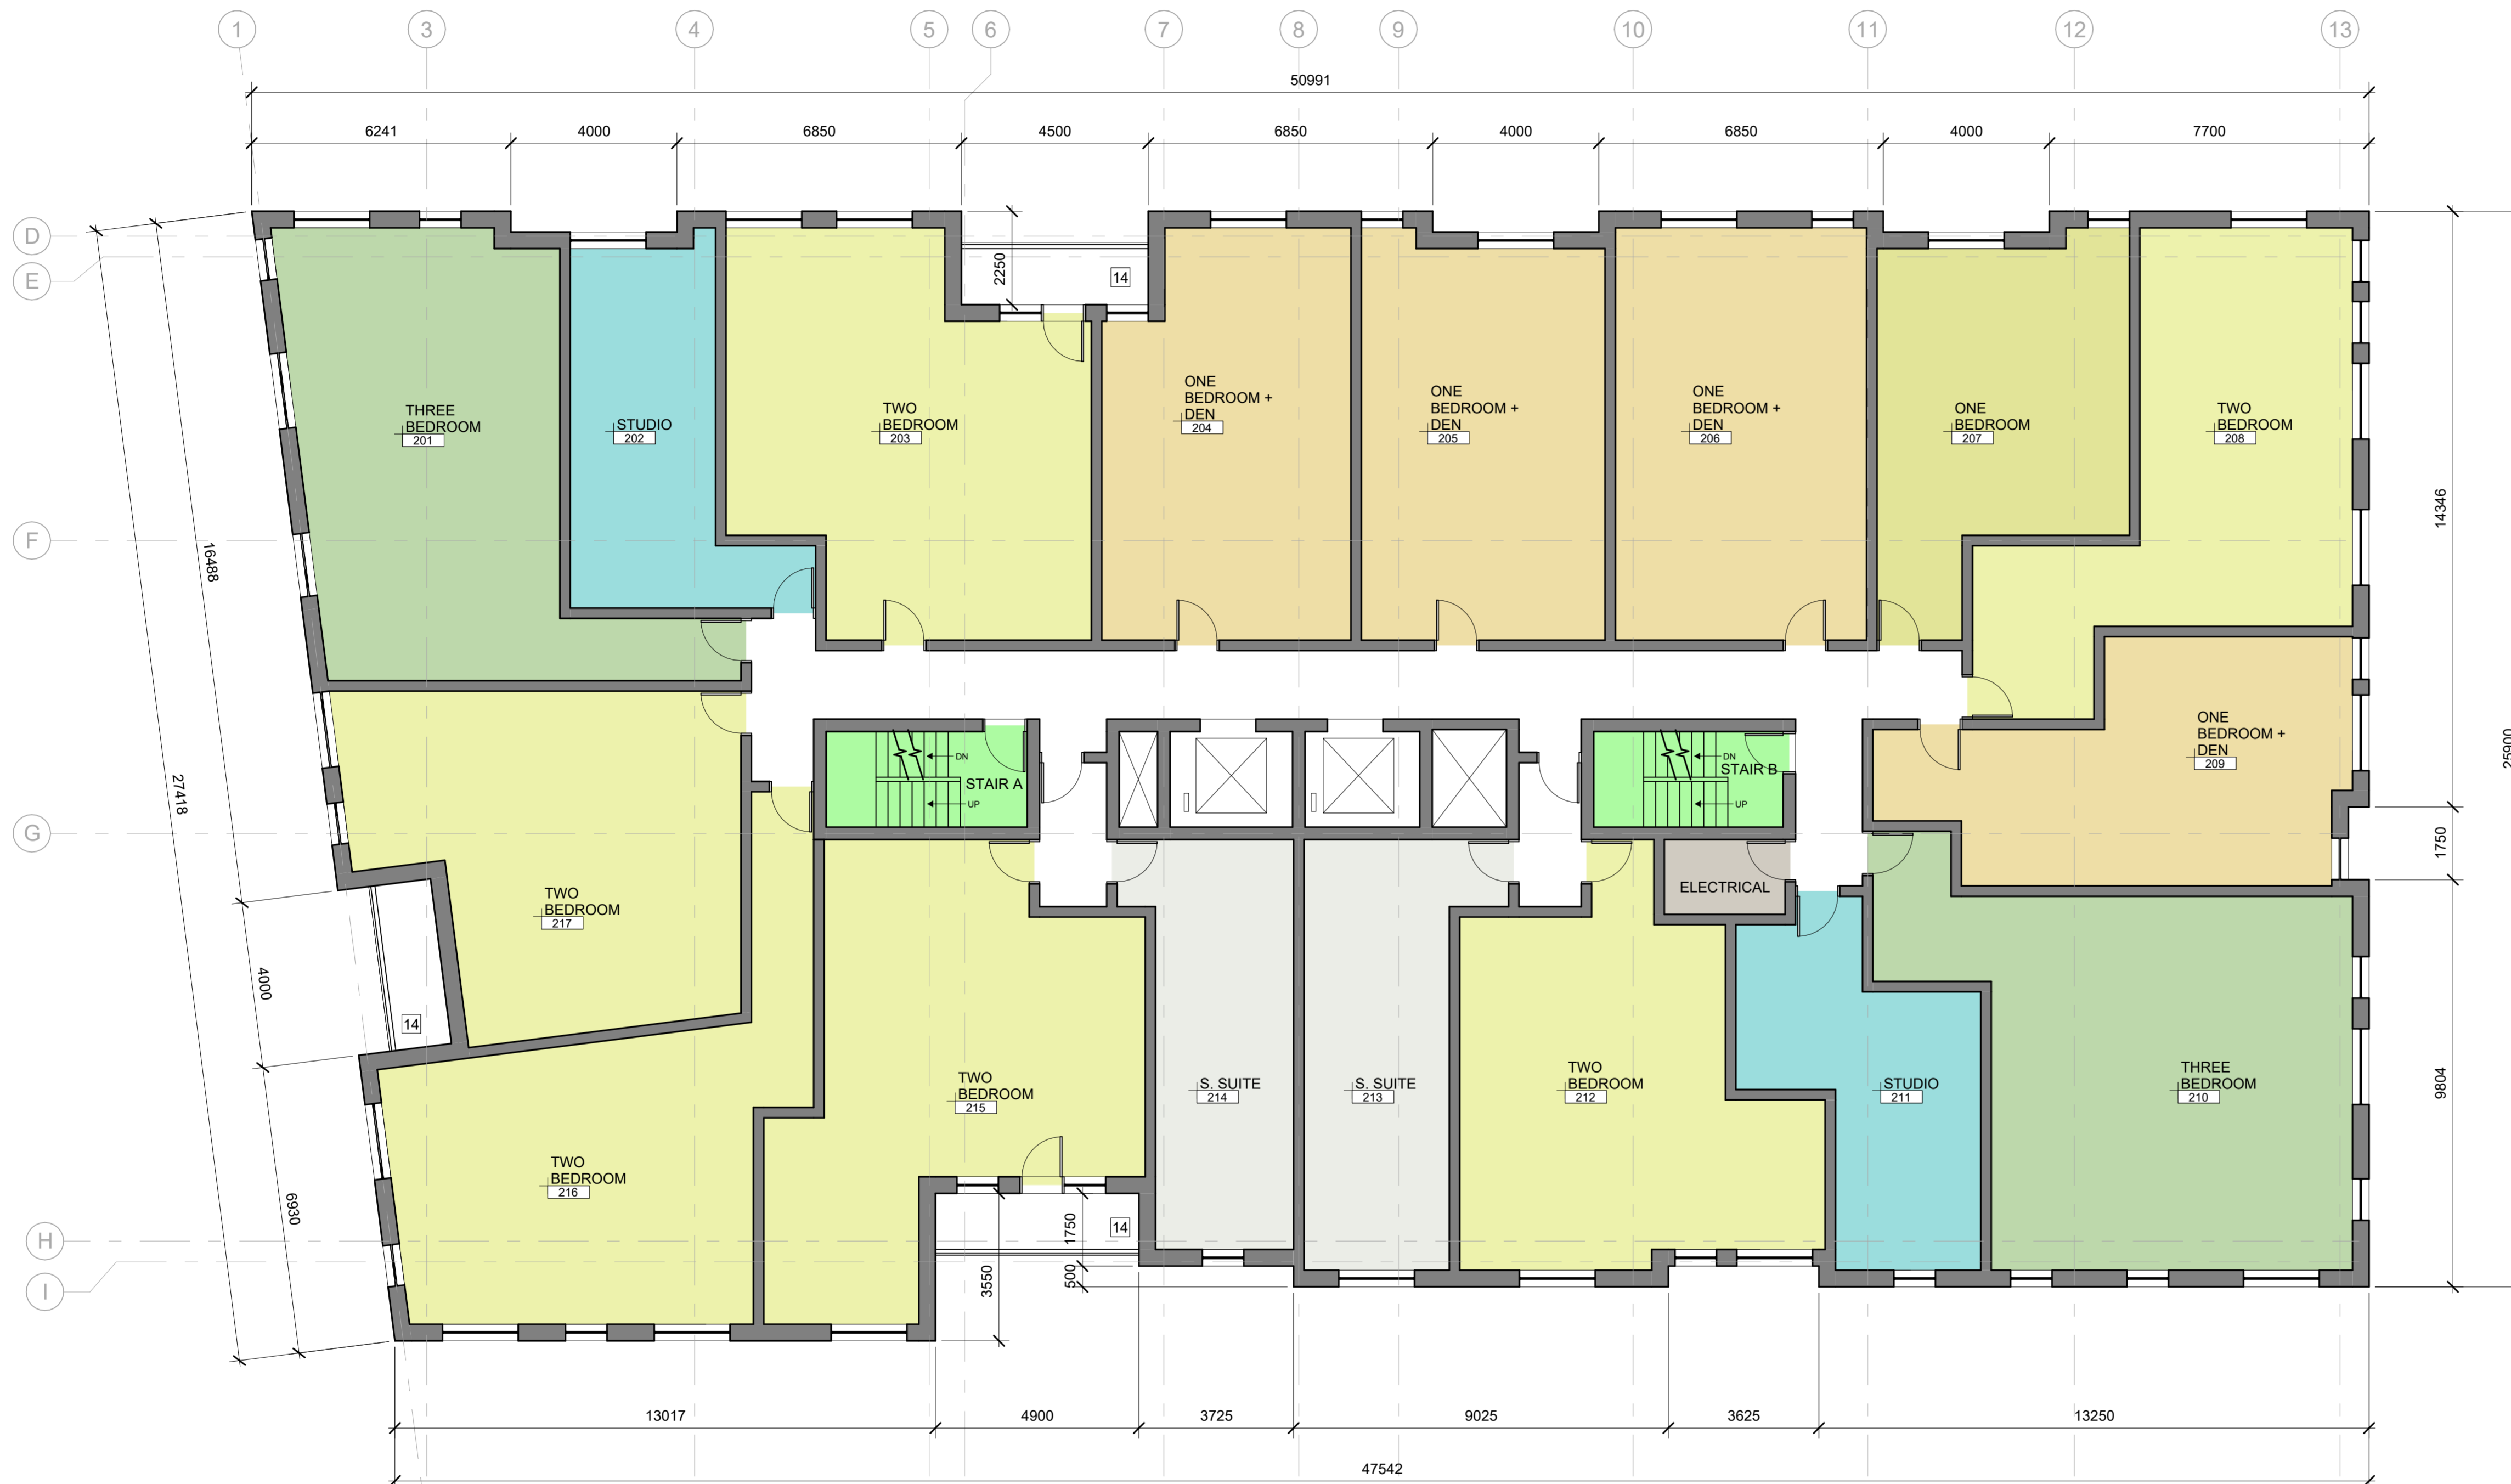 1 3 4 5 6 7 8 9 10 11 12 13
50991
6241 4000 6850 4500 6850 4000 6850 4000 7700
D
E
F
G
H
I
2250
14
THREE
BEDROOM
201
STUDIO
202
TWO
BEDROOM
203
ONE
BEDROOM +
DEN
204
ONE
BEDROOM +
DEN
205
ONE
BEDROOM +
DEN
206
ONE
BEDROOM
207
TWO
BEDROOM
208
16488
27418
4000
6930
14346
25900
1750
9804
DN
STAIR A
UP
DN
STAIR B
UP
ONE
BEDROOM +
DEN
209
ELECTRICAL
TWO
BEDROOM
217
14
TWO
BEDROOM
216
TWO
BEDROOM
215
S. SUITE
214
S. SUITE
213
TWO
BEDROOM
212
STUDIO
211
THREE
BEDROOM
210
14
1750
500
3550
13017 4900 3725 9025 3625 13250
47542